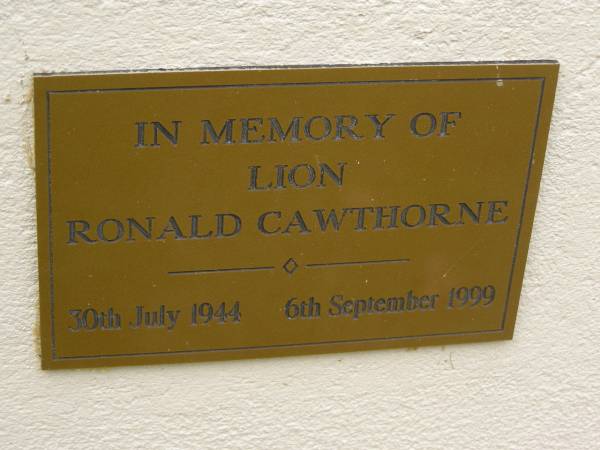 IN MEMORY OF
LION
RONALD CAWTHORNE
30th July 1944 6th September 1999